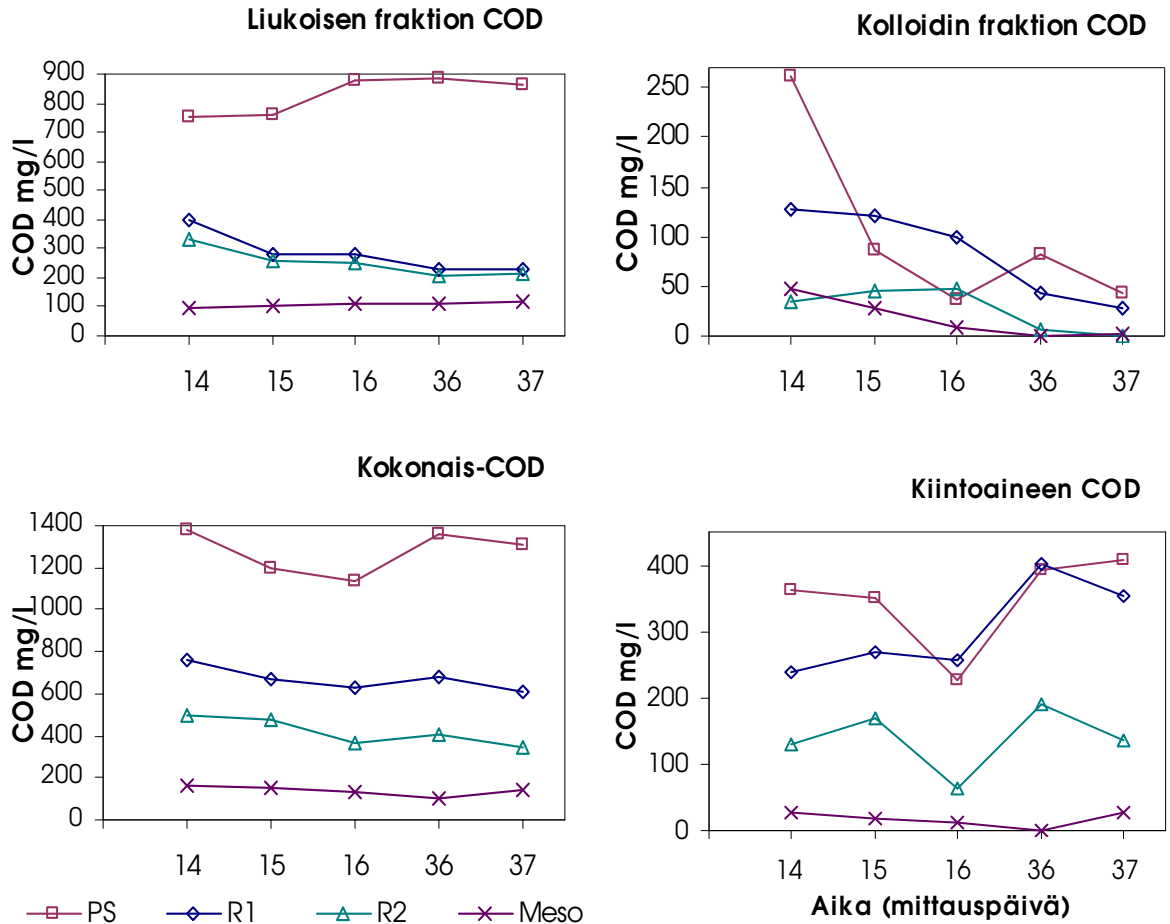 Liukoisen fraktion COD
900
800
700
600
500
400
300
200
100
0
COD mg/l
14 15 16 36 37
Kolloidin fraktion COD
250
200
150
100
50
0
COD mg/l
14 15 16 36 37
Kokonais-COD
1400
1200
1000
800
600
400
200
0
COD mg/l
14 15 16 36 37
Kiintoaineen COD
400
300
200
100
0
COD mg/l
14 15 16 36 37
Aika (mittauspäivä)
PS R1 R2 Meso